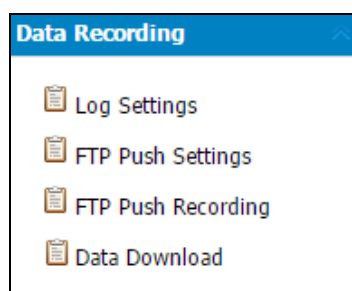 Data Recording
Log Settings
FTP Push Settings
FTP Push Recording
Data Download